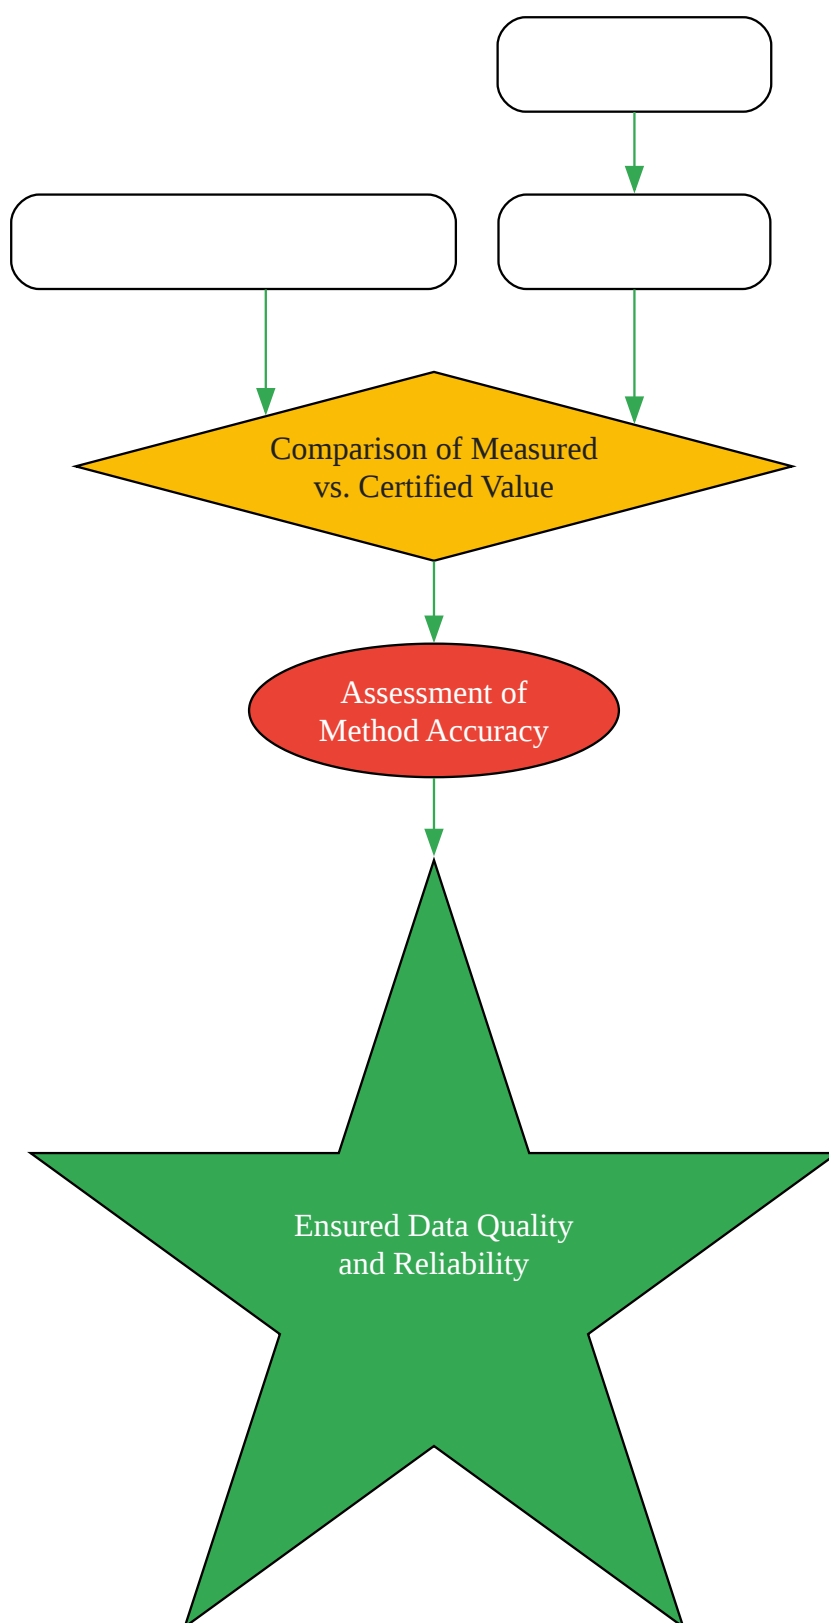 Comparison of Measured
vs. Certified Value
Assessment of
Method Accuracy
Ensured Data Quality
and Reliability